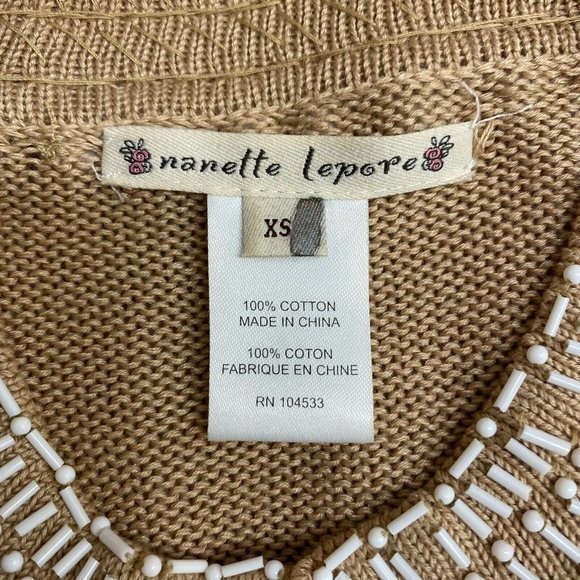 nanette lepore
XS
100% COTTON
MADE IN CHINA
100% COTON
FABRIQUE EN CHINE
RN 104533